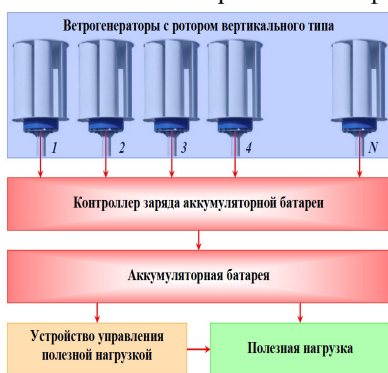 Ветрогенераторы с ротором вертикального типа
1 2 3 4 N
Контроллер заряда аккумуляторной батареи
Аккумуляторная батарея
Устройство управления
полезной нагрузкой
Полезная нагрузка